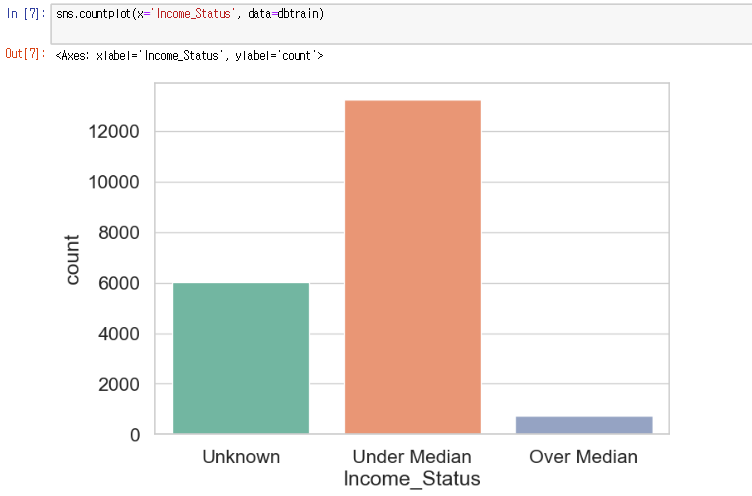 In [7]: sns.countplot(x='Income_Status', data=dbtrain)
Out[7]: <Axes: xlabel='Income_Status', ylabel='count'>
12000
10000
8000
6000
4000
2000
0
count
Unknown Under Median Over Median
Income_Status